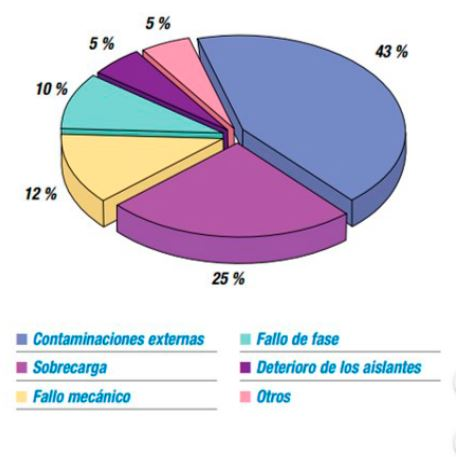 5 %
5 %
43 %
10 %
12 %
25 %
Contaminaciones externas
Fallo de fase
Sobrecarga
Deterioro de los aislantes
Fallo mecánico
Otros